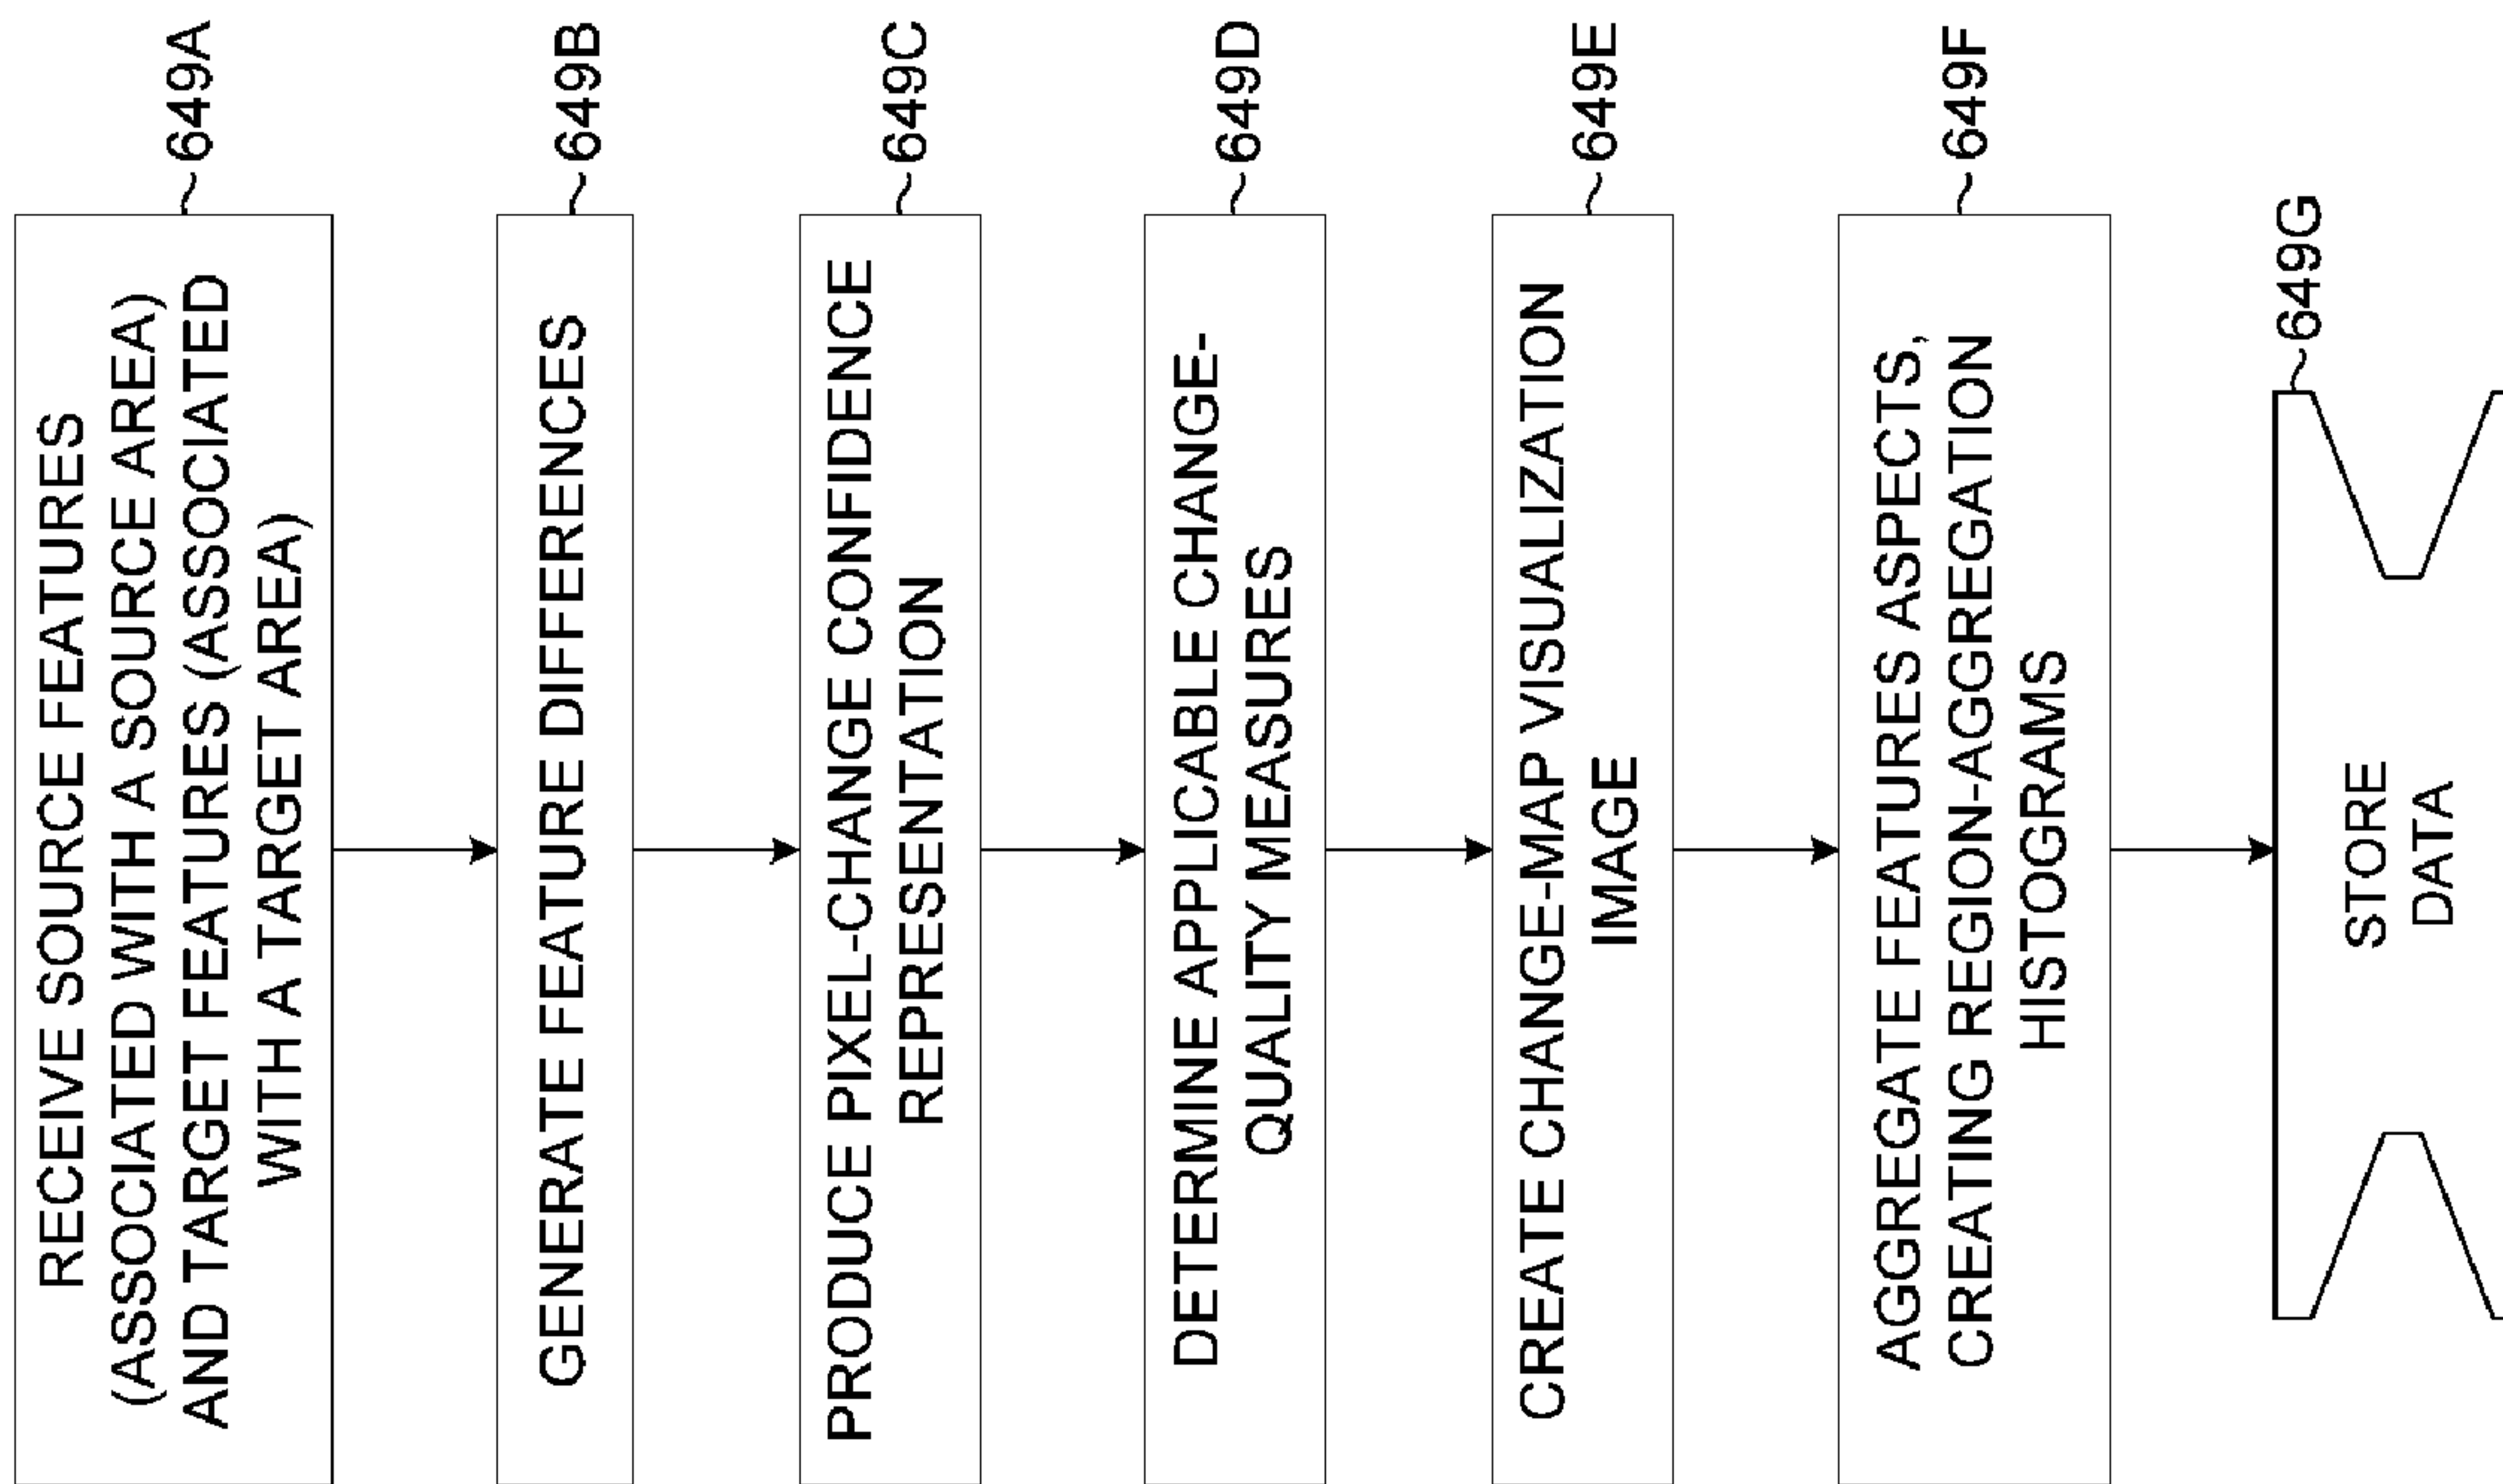 RECEIVE SOURCE FEATURES
(ASSOCIATED WITH A SOURCE AREA)
AND TARGET FEATURES (ASSOCIATED
WITH A TARGET AREA)
649A
GENERATE FEATURE DIFFERENCES
649B
PRODUCE PIXEL-CHANGE CONFIDENCE
REPRESENTATION
649C
DETERMINE APPLICABLE CHANGE-
QUALITY MEASURES
649D
CREATE CHANGE-MAP VISUALIZATION
IMAGE
649E
AGGREGATE FEATURES ASPECTS,
CREATING REGION-AGGREGATION
HISTOGRAMS
649F
STORE
DATA
649G